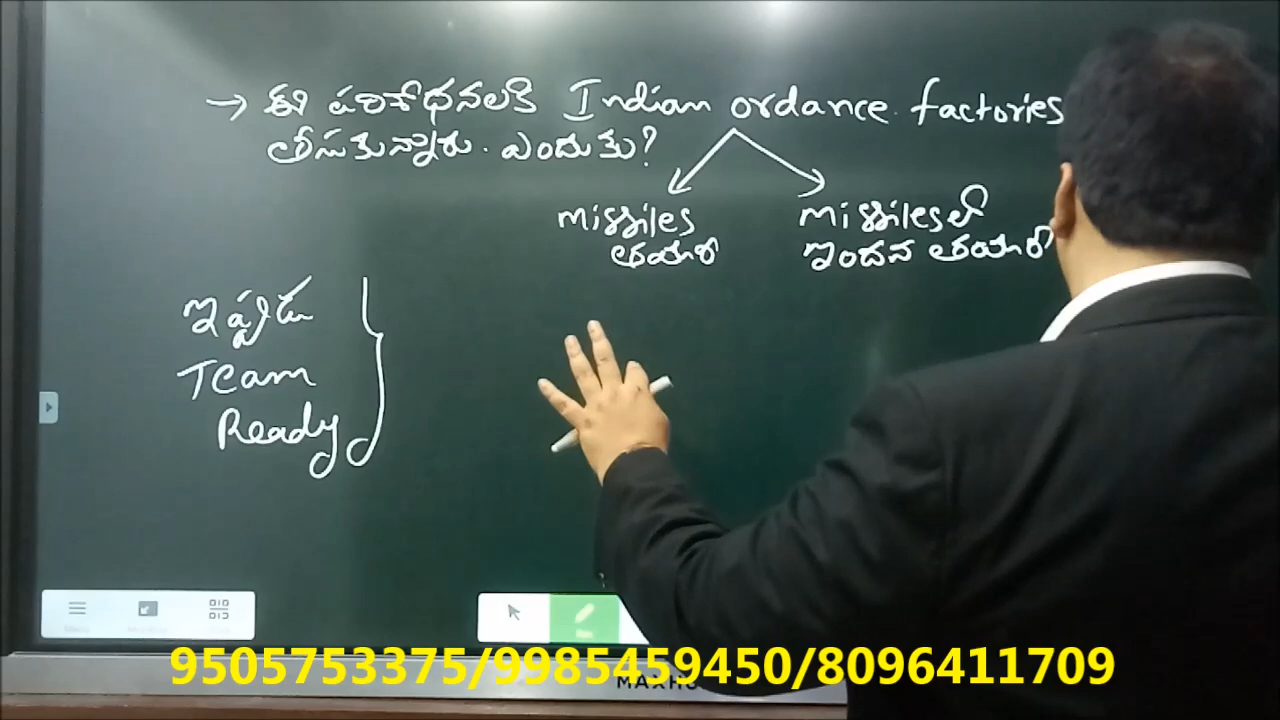 → ఈ పరిశోధనలకి Indian ordance factories
తీసుకున్నారు. ఎందుకు?
missiles
తయారీ
missilesలో
ఇంధన తయారీ
ఇప్పుడు
Team
Ready
9505753375/9985459450/8096411709